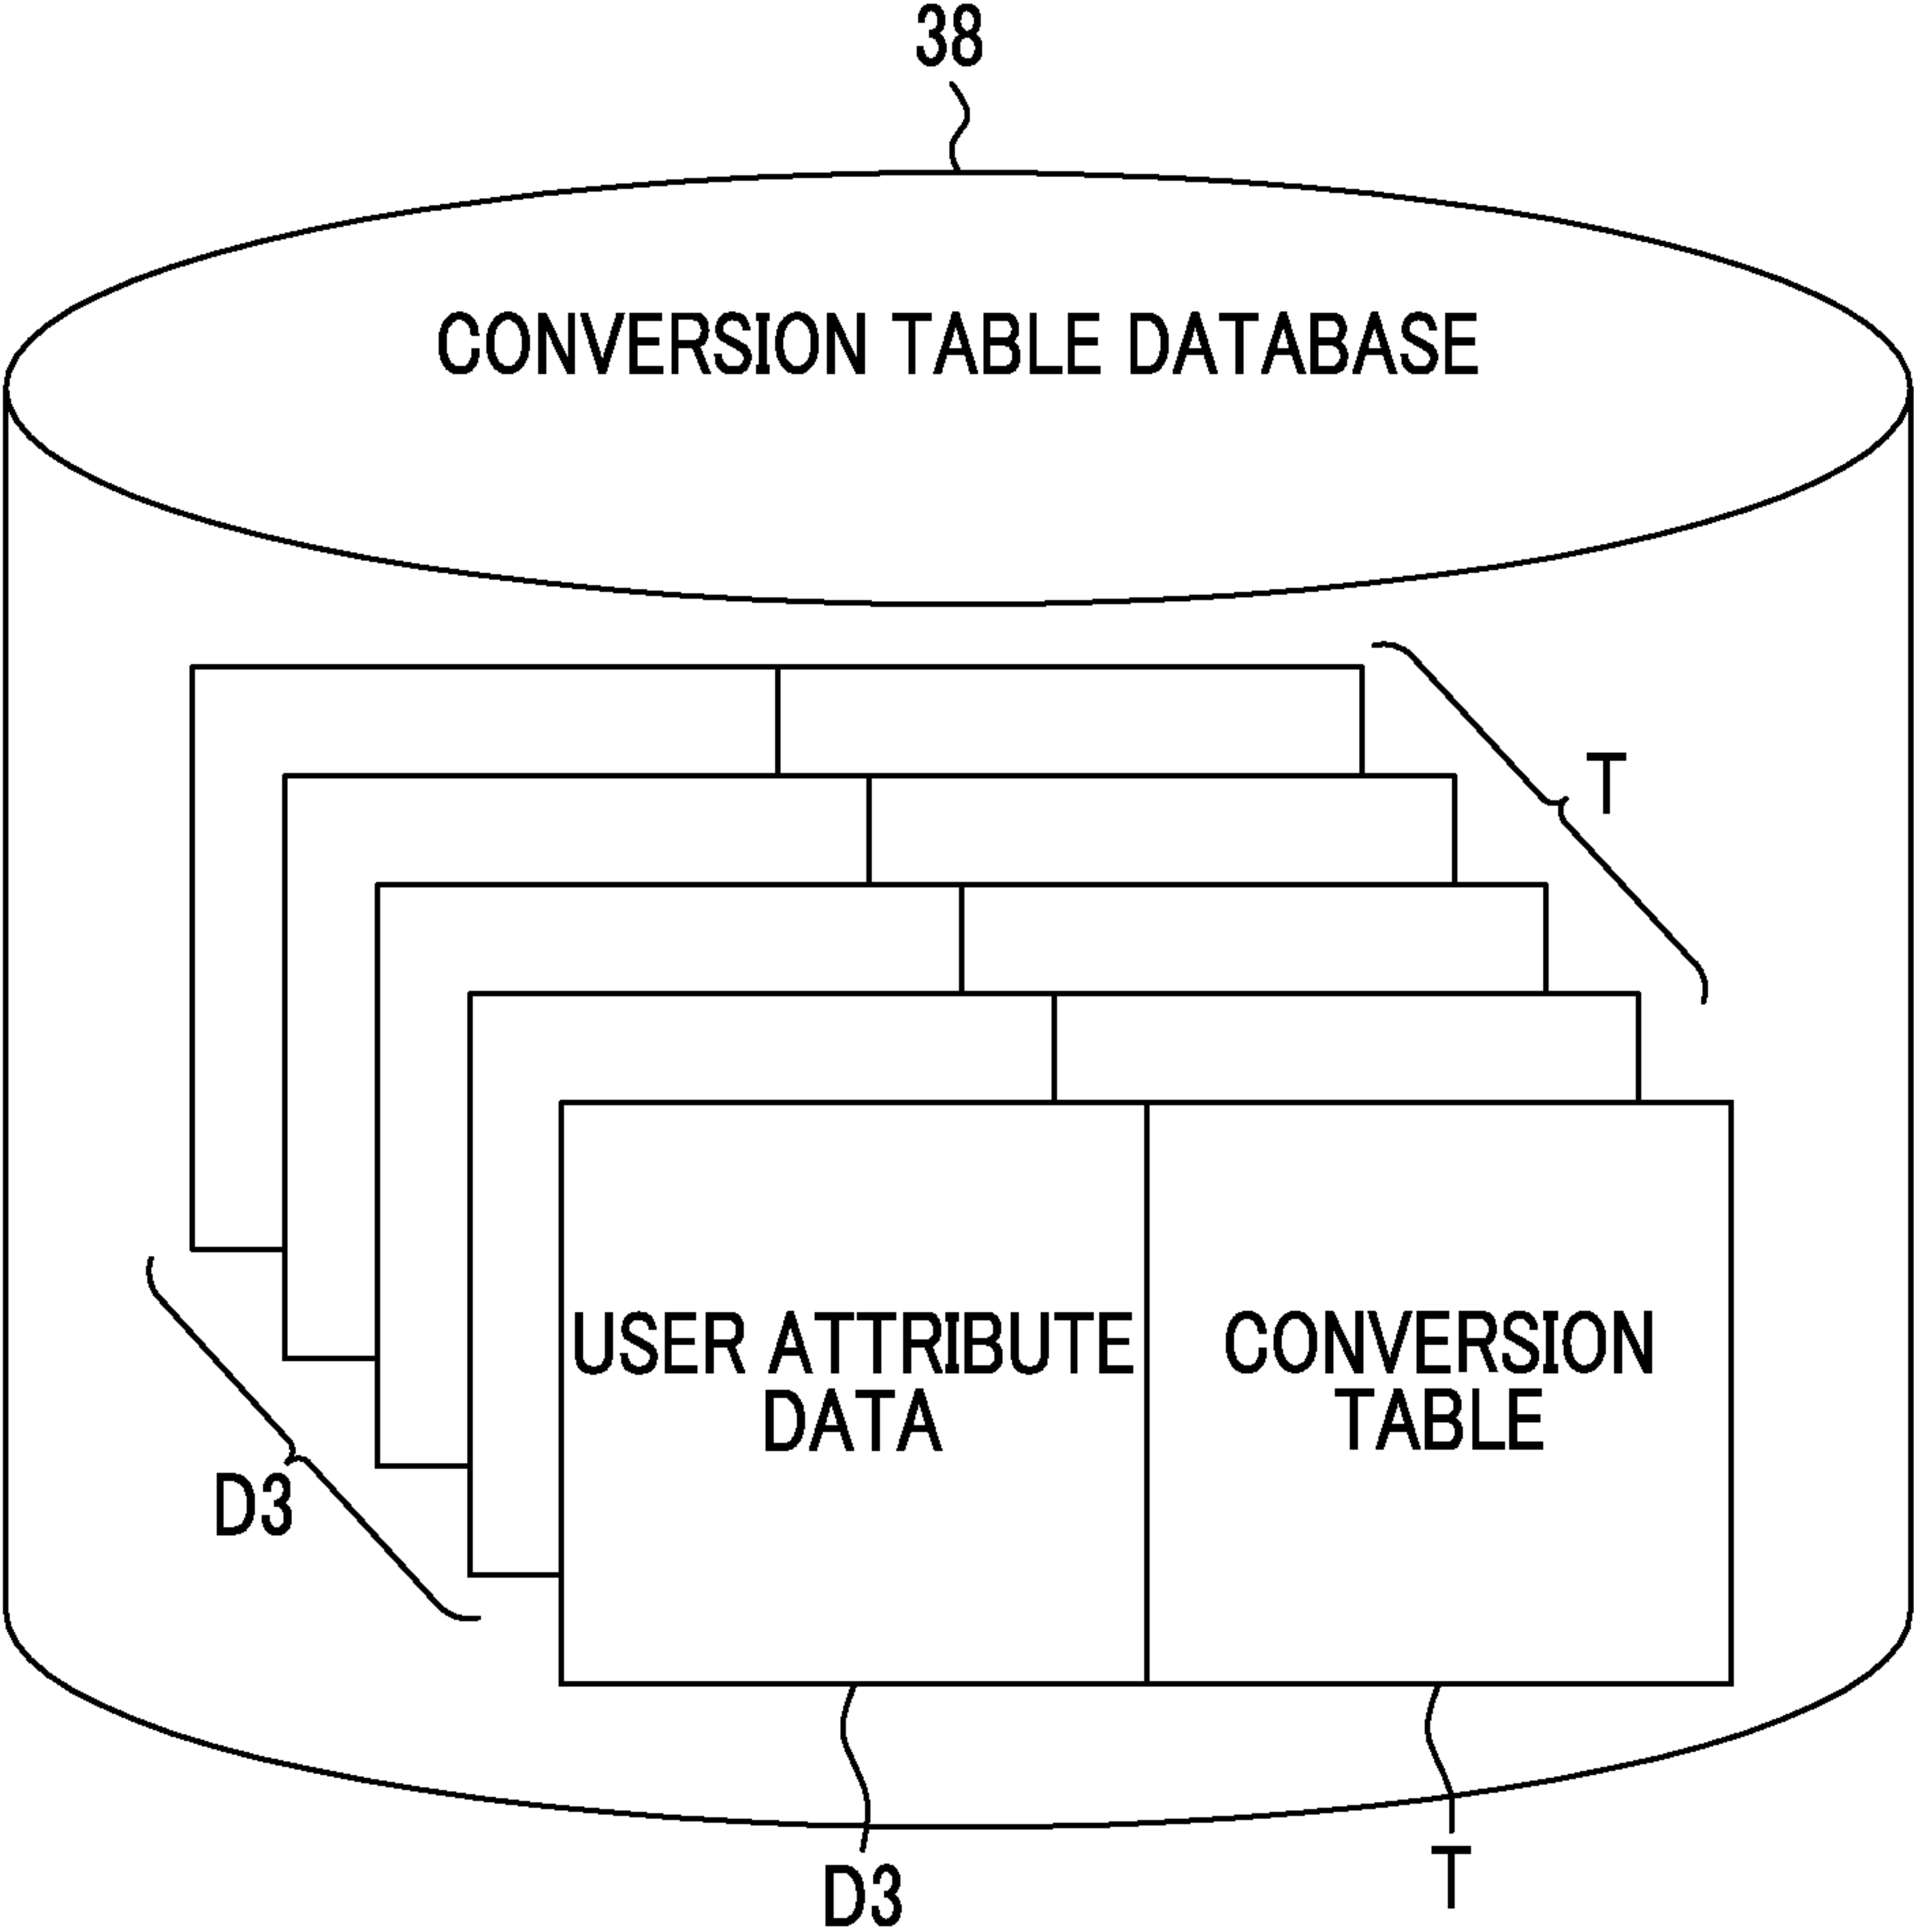 38
CONVERSION TABLE DATABASE
T
USER ATTRIBUTE
DATA
CONVERSION
TABLE
D3
D3
T